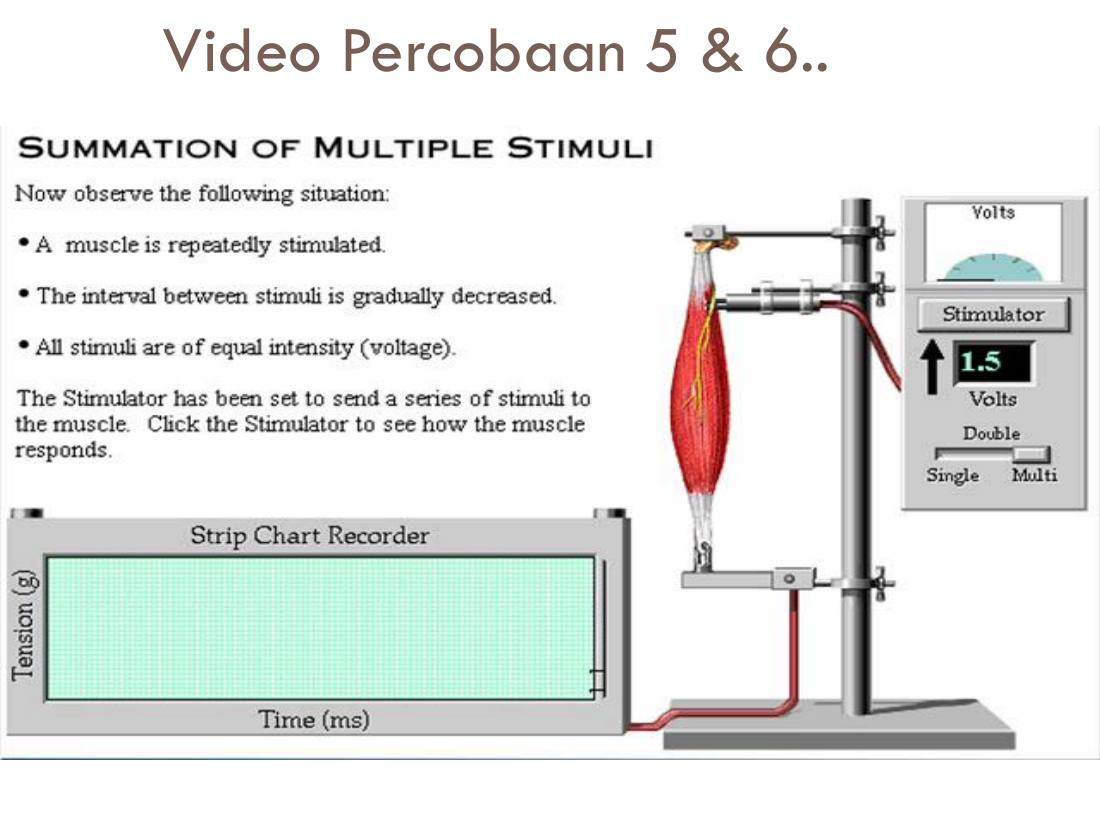 Video Percobaan 5 & 6..
SUMMATION OF MULTIPLE STIMULI
Now observe the following situation:
• A muscle is repeatedly stimulated.
• The interval between stimuli is gradually decreased.
• All stimuli are of equal intensity (voltage).
The Stimulator has been set to send a series of stimuli to
the muscle. Click the Stimulator to see how the muscle
responds.
Volts
Stimulator
1.5
Volts
Double
Single Multi
Strip Chart Recorder
Tension (g)
Time (ms)